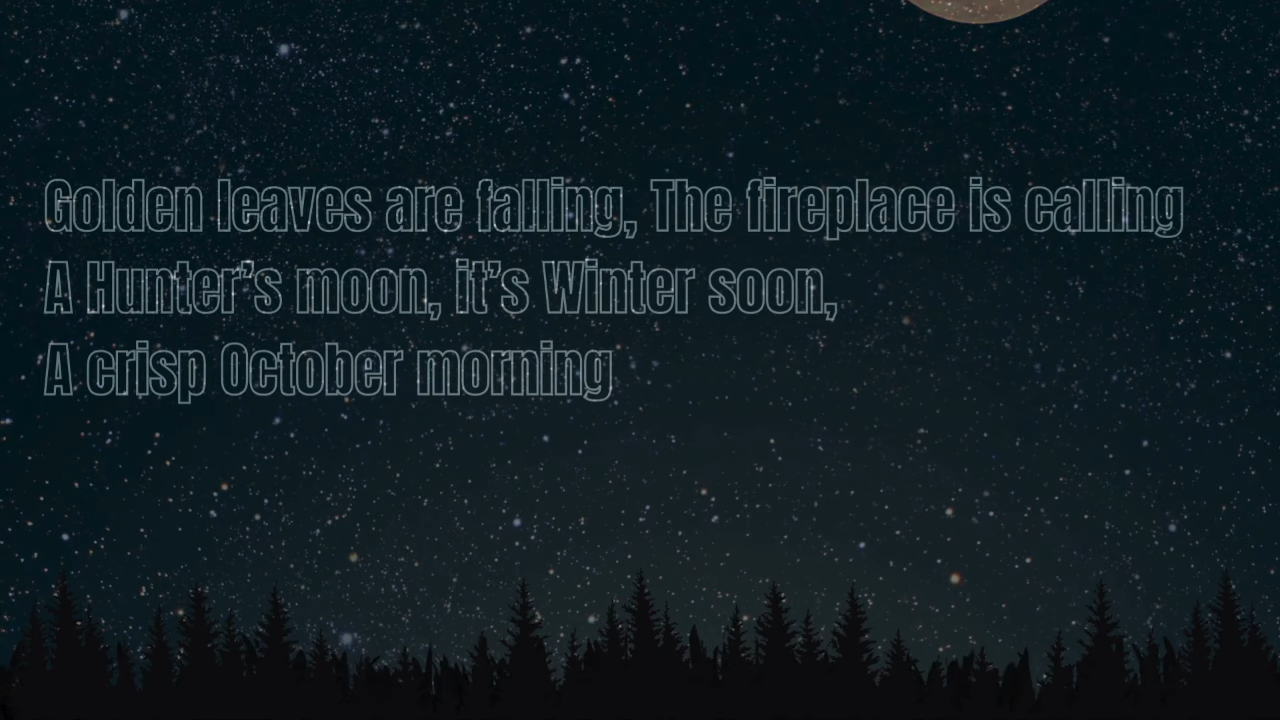 Golden leaves are falling, The fireplace is calling
A Hunter’s moon, it’s Winter soon,
A crisp October morning